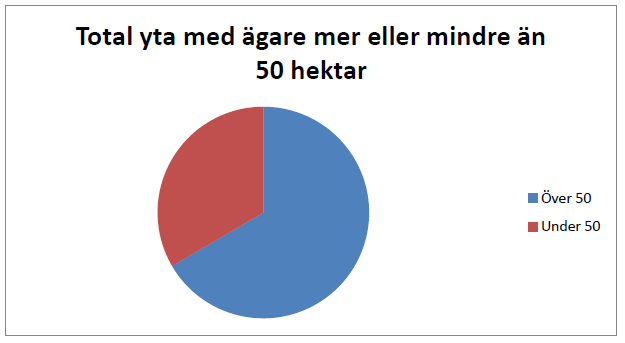 Total yta med ägare mer eller mindre än
50 hektar
Över 50
Under 50